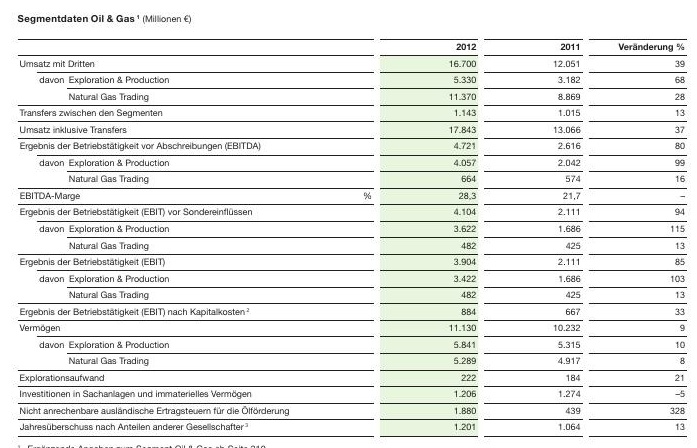 Segmentdaten Oil & Gas ¹ (Millionen €)
2012 2011 Veränderung %
Umsatz mit Dritten 16.700 12.051 39
davon Exploration & Production 5.330 3.182 68
Natural Gas Trading 11.370 8.869 28
Transfers zwischen den Segmenten 1.143 1.015 13
Umsatz inklusive Transfers 17.843 13.066 37
Ergebnis der Betriebstätigkeit vor Abschreibungen (EBITDA) 4.721 2.616 80
davon Exploration & Production 4.057 2.042 99
Natural Gas Trading 664 574 16
EBITDA-Marge % 28,3 21,7 –
Ergebnis der Betriebstätigkeit (EBIT) vor Sondereinflüssen 4.104 2.111 94
davon Exploration & Production 3.622 1.686 115
Natural Gas Trading 482 425 13
Ergebnis der Betriebstätigkeit (EBIT) 3.904 2.111 85
davon Exploration & Production 3.422 1.686 103
Natural Gas Trading 482 425 13
Ergebnis der Betriebstätigkeit (EBIT) nach Kapitalkosten ² 884 667 33
Vermögen 11.130 10.232 9
davon Exploration & Production 5.841 5.315 10
Natural Gas Trading 5.289 4.917 8
Explorationsaufwand 222 184 21
Investitionen in Sachanlagen und immaterielles Vermögen 1.206 1.274 –5
Nicht anrechenbare ausländische Ertragsteuern für die Ölförderung 1.880 439 328
Jahresüberschuss nach Anteilen anderer Gesellschafter ³ 1.201 1.064 13